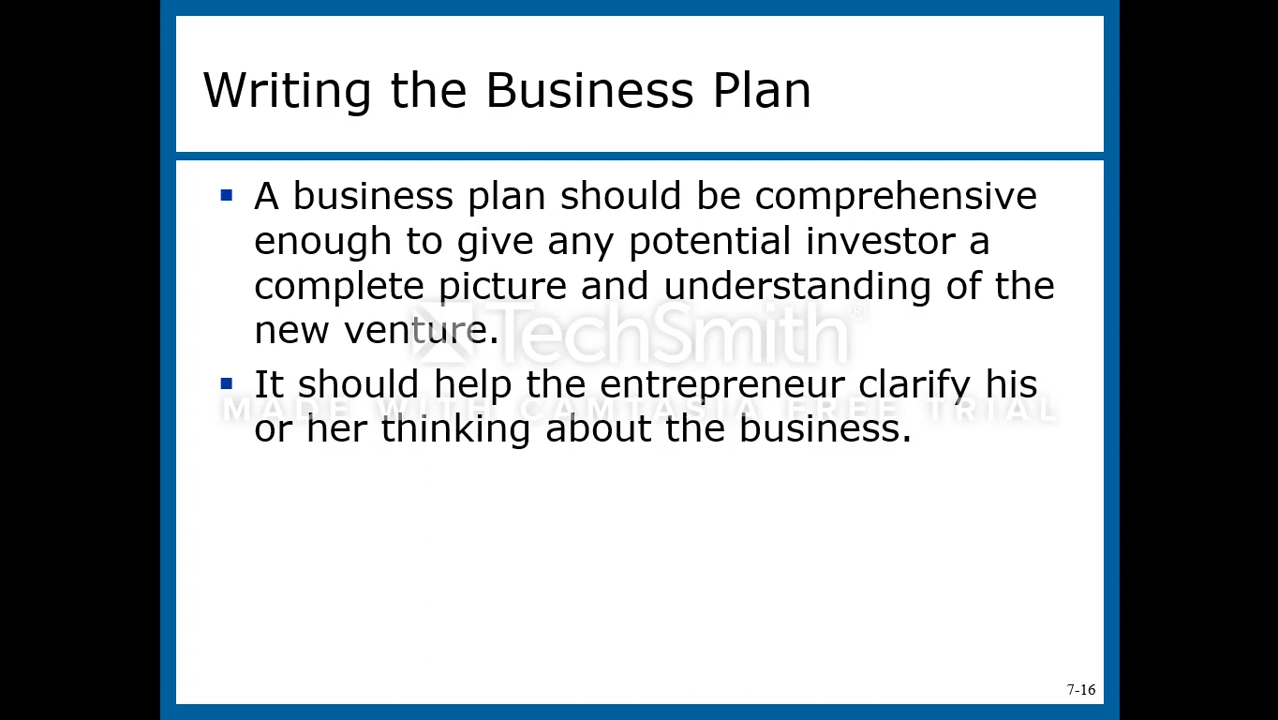 Writing the Business Plan
▪ A business plan should be comprehensive
enough to give any potential investor a
complete picture and understanding of the
new venture.
TechSmith®
▪ It should help the entrepreneur clarify his
MADE WITH CAMTASIA FREE TRIAL
or her thinking about the business.
7-16